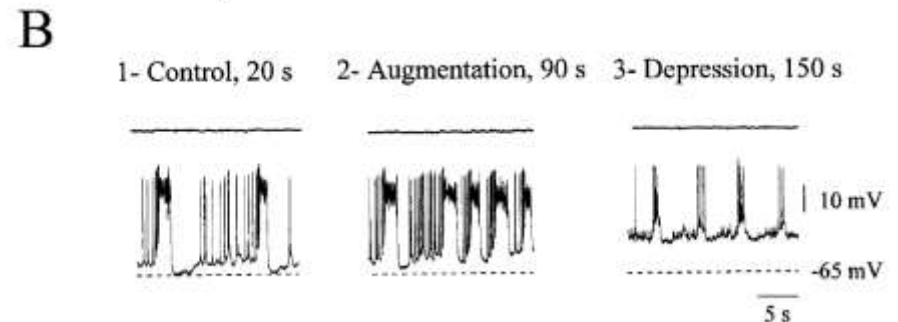 B
1- Control, 20 s 2- Augmentation, 90 s 3- Depression, 150 s
10 mV
-65 mV
5 s